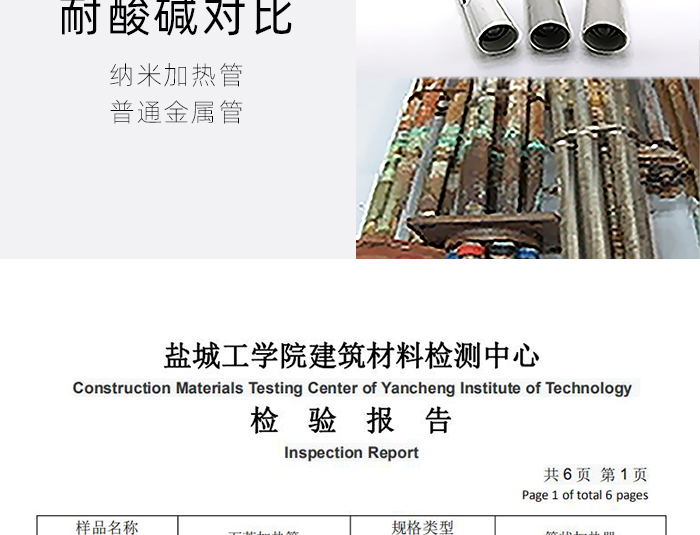 耐酸碱对比
纳米加热管
普通金属管
盐城工学院建筑材料检测中心
Construction Materials Testing Center of Yancheng Institute of Technology
检 验 报 告
Inspection Report
共 6 页 第 1 页
Page 1 of total 6 pages
样品名称
规格类型